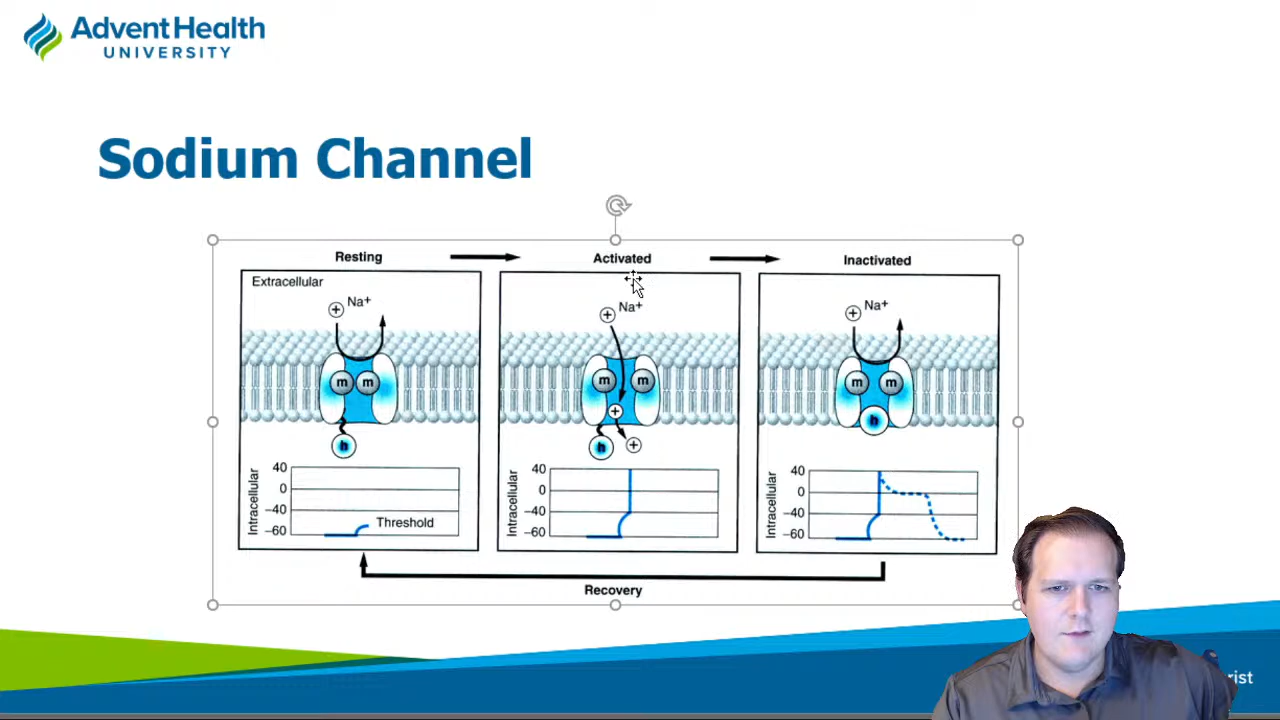 AdventHealth
UNIVERSITY
Sodium Channel
Resting
Activated
Inactivated
Extracellular
Na+
Na+
Na+
m m
m m
m m
h
h
h
Intracellular
40
0
−40
−60
Threshold
Intracellular
40
0
−40
−60
Intracellular
40
0
−40
−60
Recovery